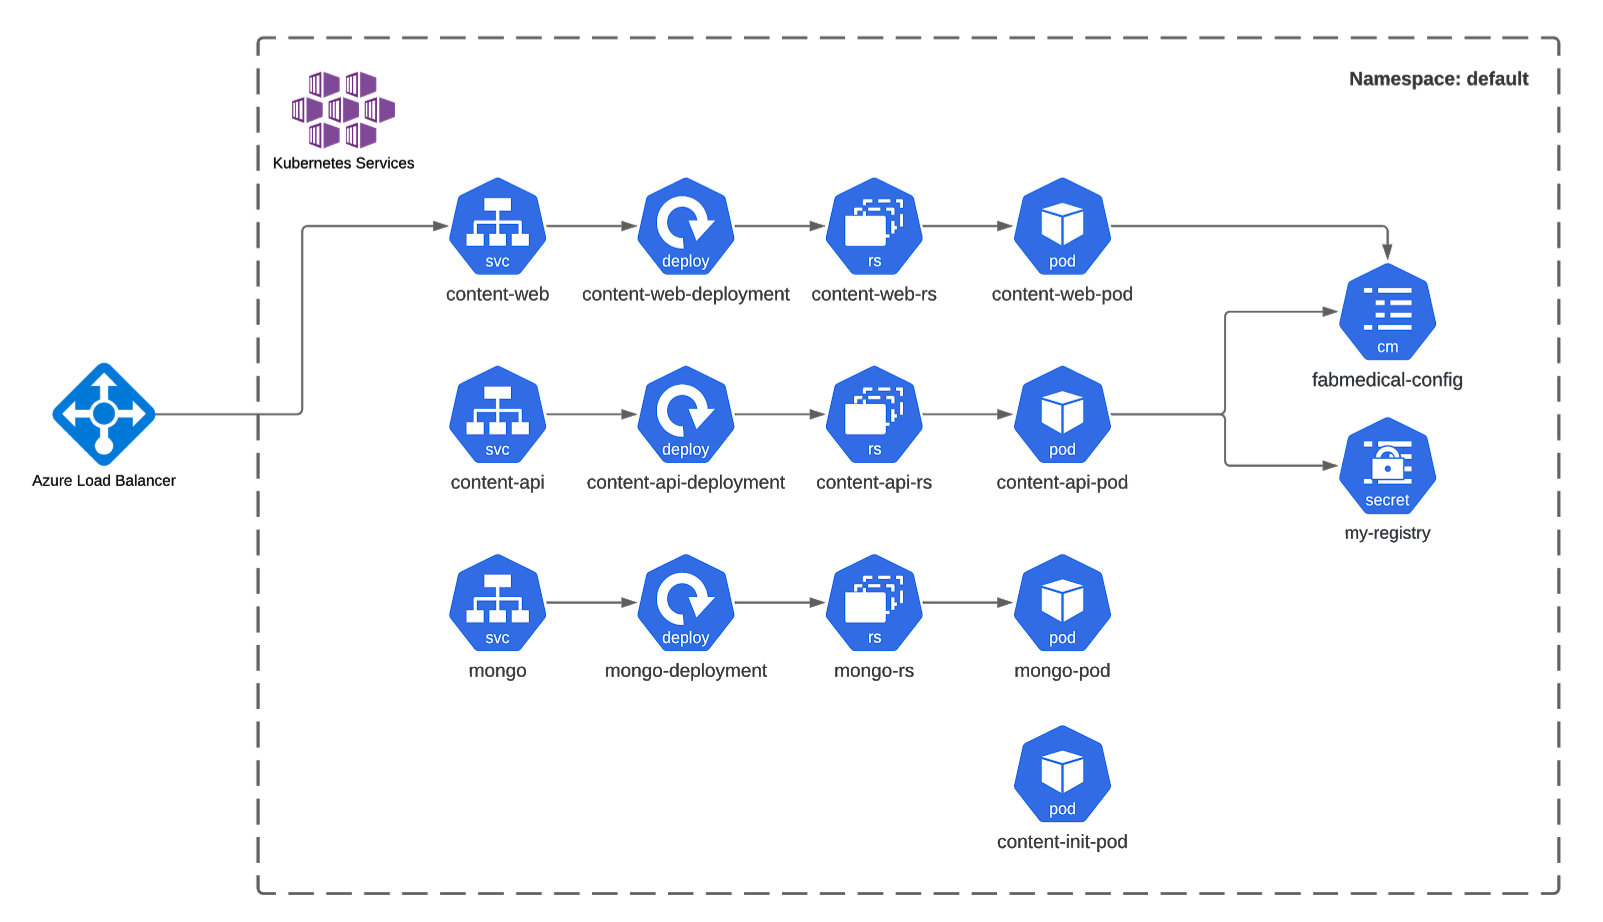 Namespace: default
Kubernetes Services
svc
content-web
deploy
content-web-deployment
rs
content-web-rs
pod
content-web-pod
cm
fabmedical-config
Azure Load Balancer
svc
content-api
deploy
content-api-deployment
rs
content-api-rs
pod
content-api-pod
secret
my-registry
svc
mongo
deploy
mongo-deployment
rs
mongo-rs
pod
mongo-pod
pod
content-init-pod